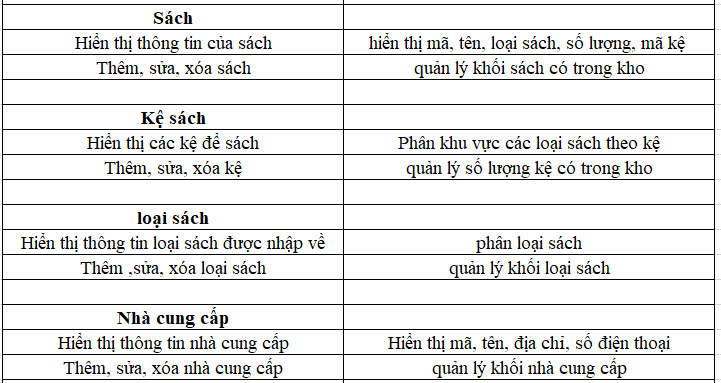 Sách
Hiển thị thông tin của sách hiển thị mã, tên, loại sách, số lượng, mã kệ
Thêm, sửa, xóa sách quản lý khối sách có trong kho
Kệ sách
Hiển thị các kệ để sách Phân khu vực các loại sách theo kệ
Thêm, sửa, xóa kệ quản lý số lượng kệ có trong kho
loại sách
Hiển thị thông tin loại sách được nhập về phân loại sách
Thêm ,sửa, xóa loại sách quản lý khối loại sách
Nhà cung cấp
Hiển thị thông tin nhà cung cấp Hiển thị mã, tên, địa chỉ, số điện thoại
Thêm, sửa, xóa nhà cung cấp quản lý khối nhà cung cấp